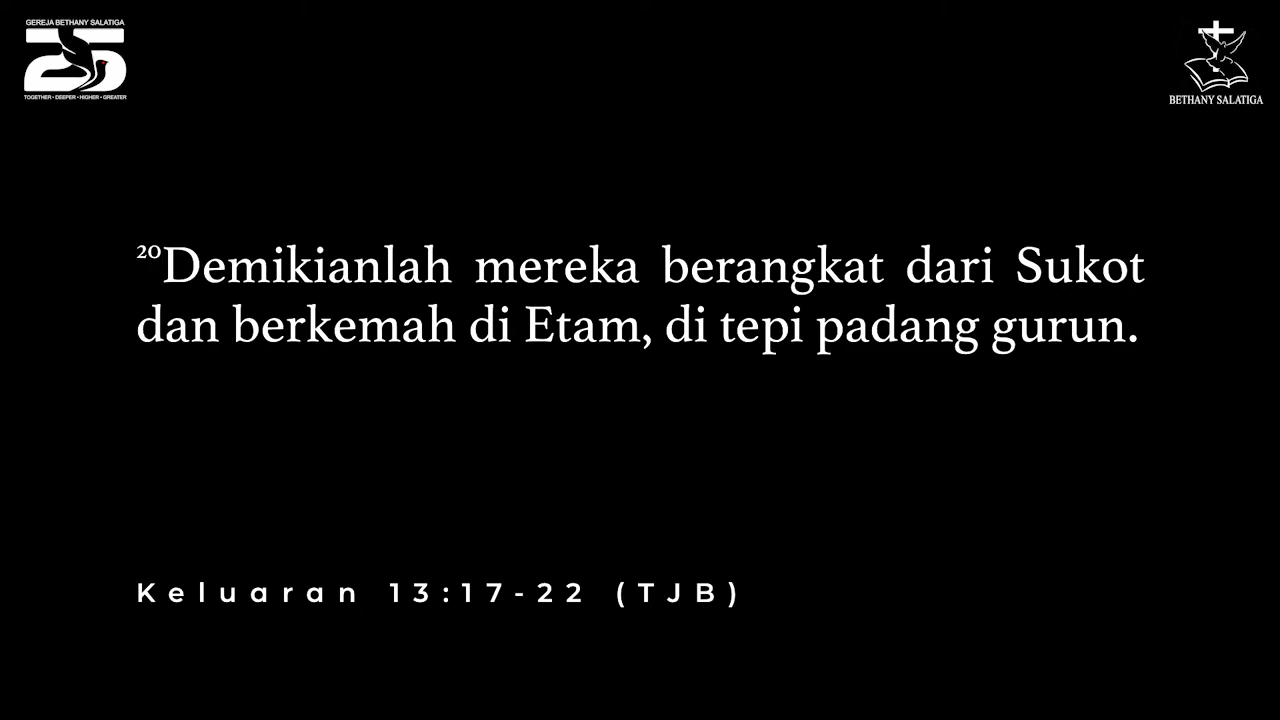 GEREJA BETHANY SALATIGA
25
TOGETHER • DEEPER • HIGHER • GREATER
BETHANY SALATIGA
²⁰Demikianlah mereka berangkat dari Sukot
dan berkemah di Etam, di tepi padang gurun.
Keluaran 13:17-22 (TJB)